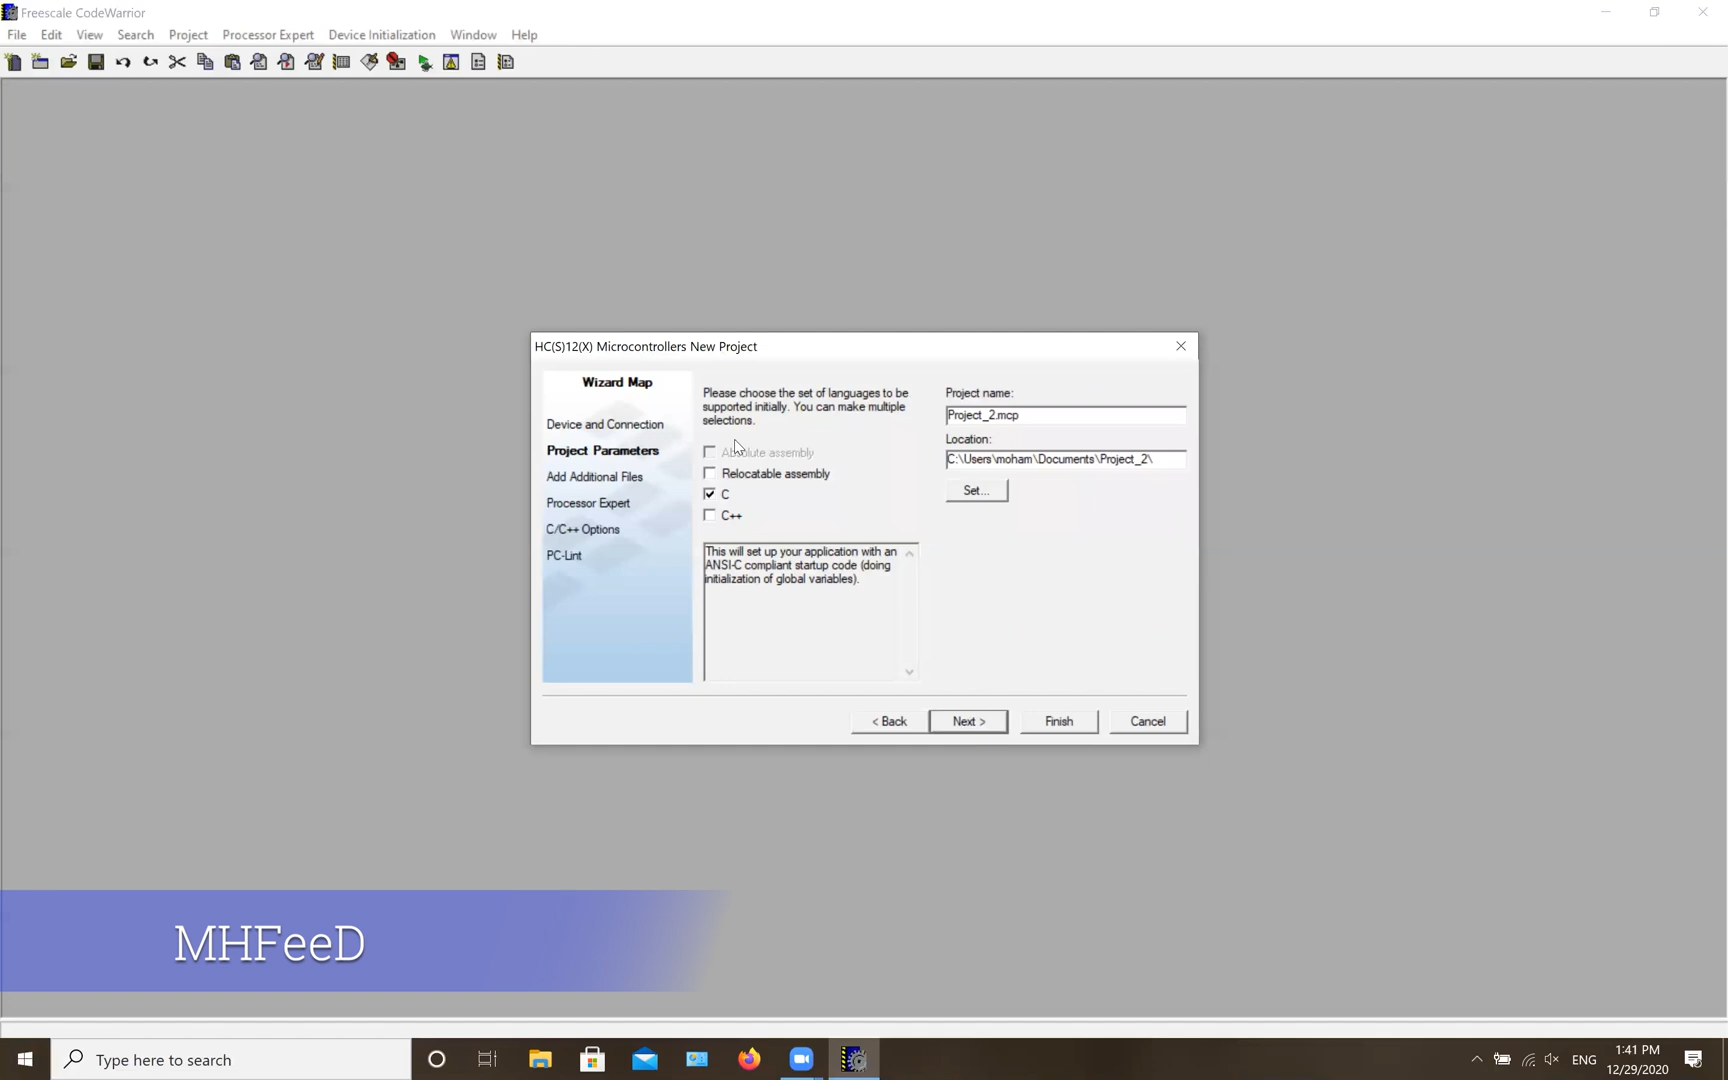 Freescale CodeWarrior
File Edit View Search Project Processor Expert Device Initialization Window Help
HC(S)12(X) Microcontrollers New Project
Wizard Map
Device and Connection
Project Parameters
Add Additional Files
Processor Expert
C/C++ Options
PC-Lint
Please choose the set of languages to be
supported initially. You can make multiple
selections.
Absolute assembly
Relocatable assembly
C
C++
This will set up your application with an
ANSI-C compliant startup code (doing
initialization of global variables).
Project name:
Project_2.mcp
Location:
C:\Users\moham\Documents\Project_2\
Set...
< Back Next > Finish Cancel
MHFeeD
Type here to search
ENG
1:41 PM
12/29/2020